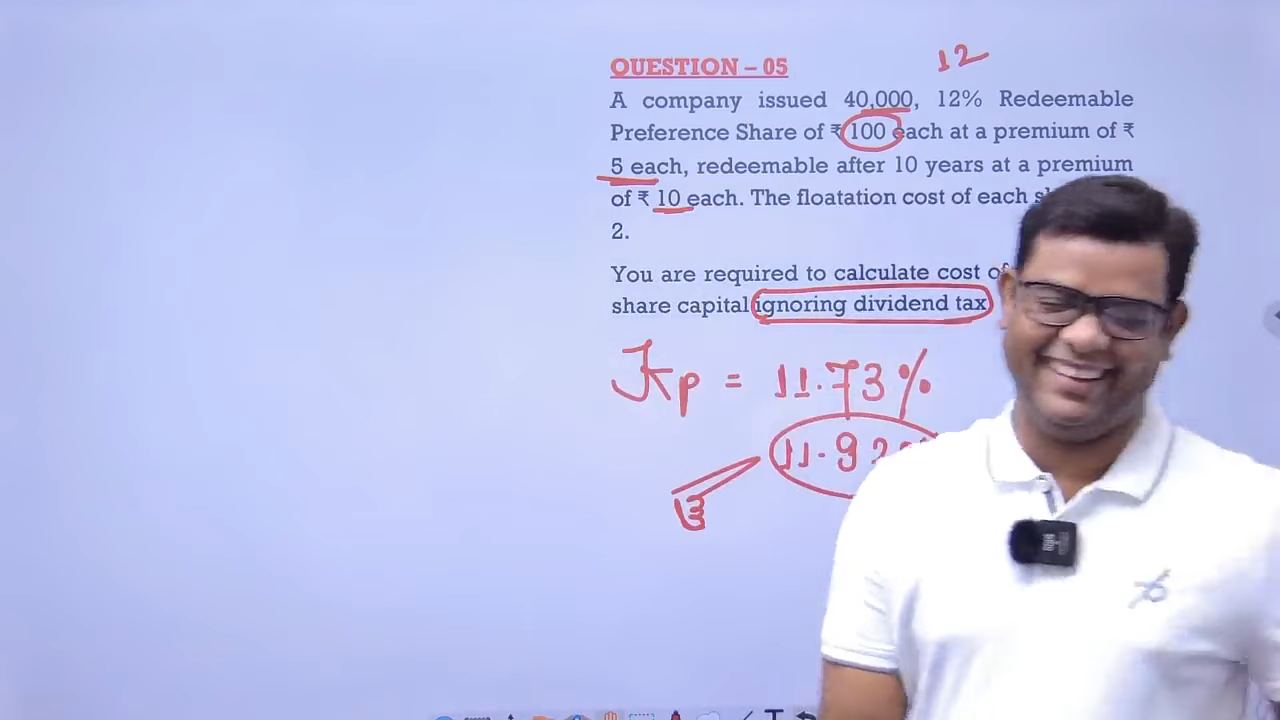 QUESTION – 05
12
A company issued 40,000, 12% Redeemable
Preference Share of ₹ 100 each at a premium of ₹
5 each, redeemable after 10 years at a premium
of ₹ 10 each. The floatation cost of each
2.
You are required to calculate cost
share capital ignoring dividend tax
Kp = 11.73%
11.92